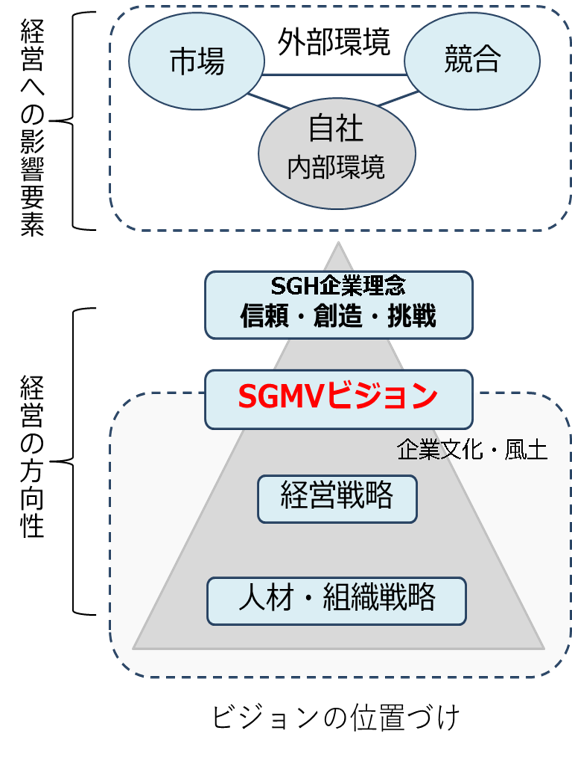 経営への影響要素
外部環境
市場
競合
自社
内部環境
経営の方向性
SGH企業理念
信頼・創造・挑戦
SGMVビジョン
企業文化・風土
経営戦略
人材・組織戦略
ビジョンの位置づけ